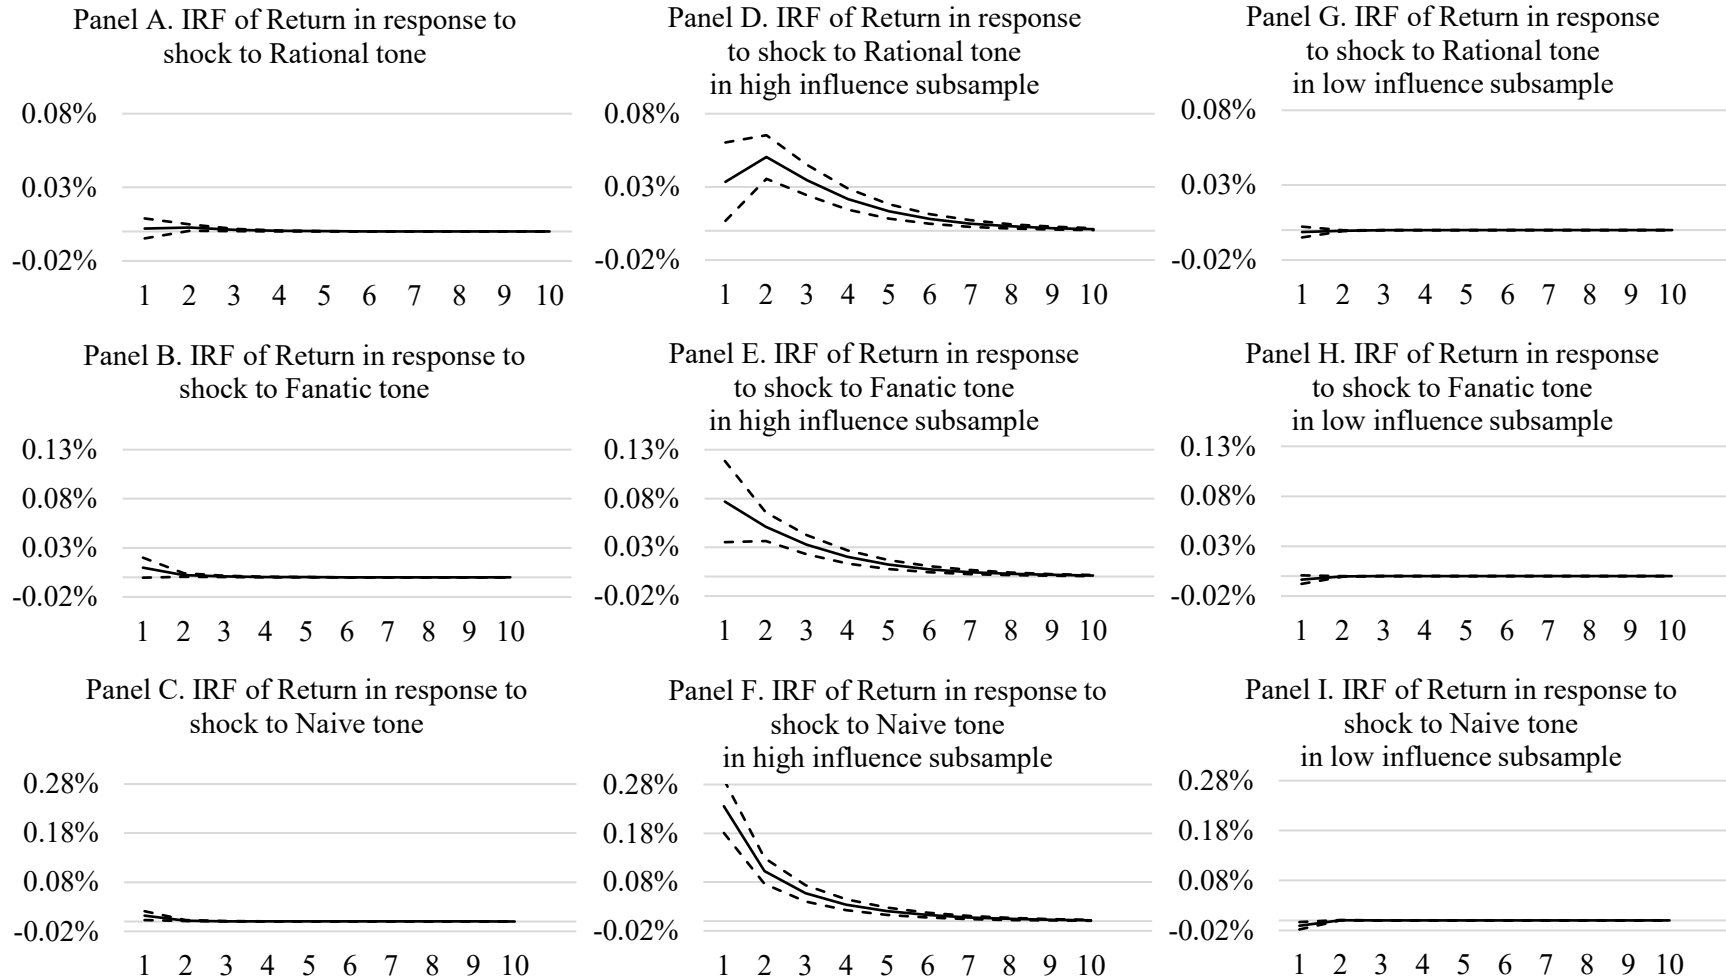 Panel A. IRF of Return in response to
shock to Rational tone
0.08%
0.03%
-0.02%
1 2 3 4 5 6 7 8 9 10
Panel D. IRF of Return in response
to shock to Rational tone
in high influence subsample
0.08%
0.03%
-0.02%
1 2 3 4 5 6 7 8 9 10
Panel G. IRF of Return in response
to shock to Rational tone
in low influence subsample
0.08%
0.03%
-0.02%
1 2 3 4 5 6 7 8 9 10
Panel B. IRF of Return in response to
shock to Fanatic tone
0.13%
0.08%
0.03%
-0.02%
1 2 3 4 5 6 7 8 9 10
Panel E. IRF of Return in response
to shock to Fanatic tone
in high influence subsample
0.13%
0.08%
0.03%
-0.02%
1 2 3 4 5 6 7 8 9 10
Panel H. IRF of Return in response
to shock to Fanatic tone
in low influence subsample
0.13%
0.08%
0.03%
-0.02%
1 2 3 4 5 6 7 8 9 10
Panel C. IRF of Return in response to
shock to Naive tone
0.28%
0.18%
0.08%
-0.02%
1 2 3 4 5 6 7 8 9 10
Panel F. IRF of Return in response to
shock to Naive tone
in high influence subsample
0.28%
0.18%
0.08%
-0.02%
1 2 3 4 5 6 7 8 9 10
Panel I. IRF of Return in response to
shock to Naive tone
in low influence subsample
0.28%
0.18%
0.08%
-0.02%
1 2 3 4 5 6 7 8 9 10